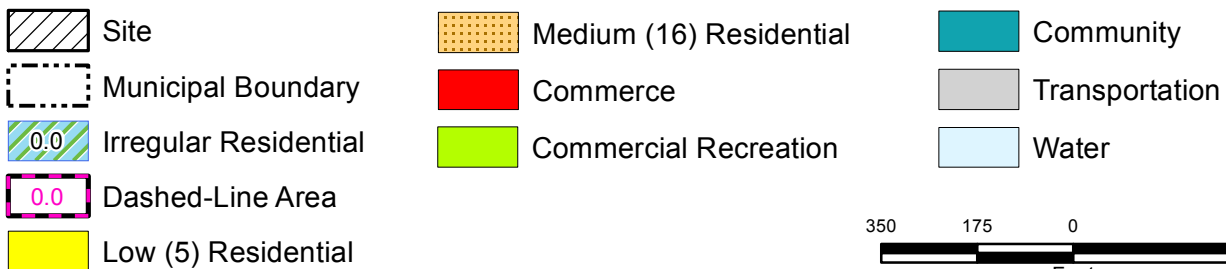 Site
Municipal Boundary
0.0 Irregular Residential
0.0 Dashed-Line Area
Low (5) Residential
Medium (16) Residential
Commerce
Commercial Recreation
Community
Transportation
Water
350 175 0